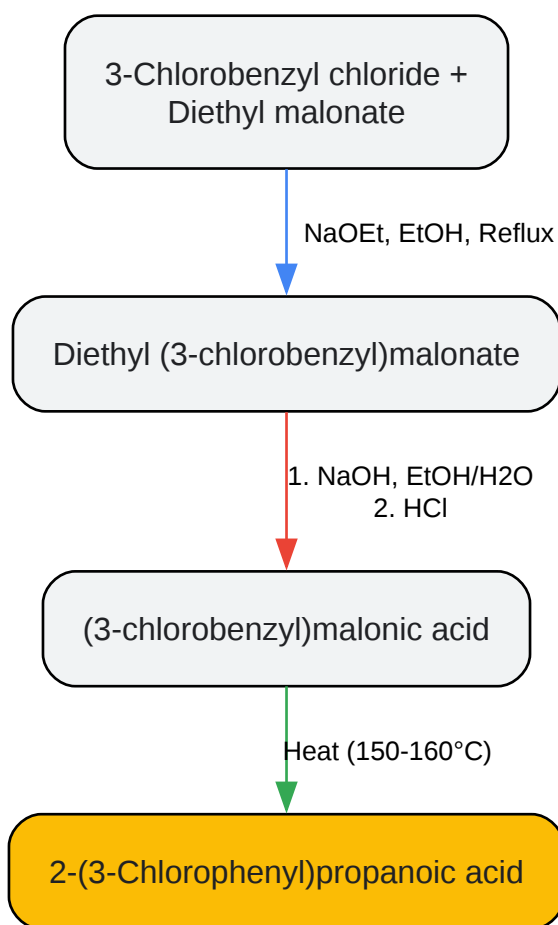 3-Chlorobenzyl chloride +
Diethyl malonate
NaOEt, EtOH, Reflux
Diethyl (3-chlorobenzyl)malonate
1. NaOH, EtOH/H2O
2. HCl
(3-chlorobenzyl)malonic acid
Heat (150-160°C)
2-(3-Chlorophenyl)propanoic acid